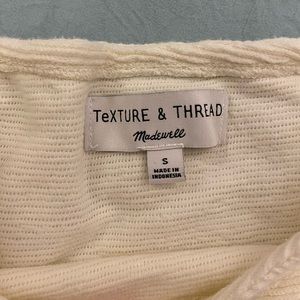 TeXTURE & THREAD
Madewell
S
MADE IN
INDONESIA